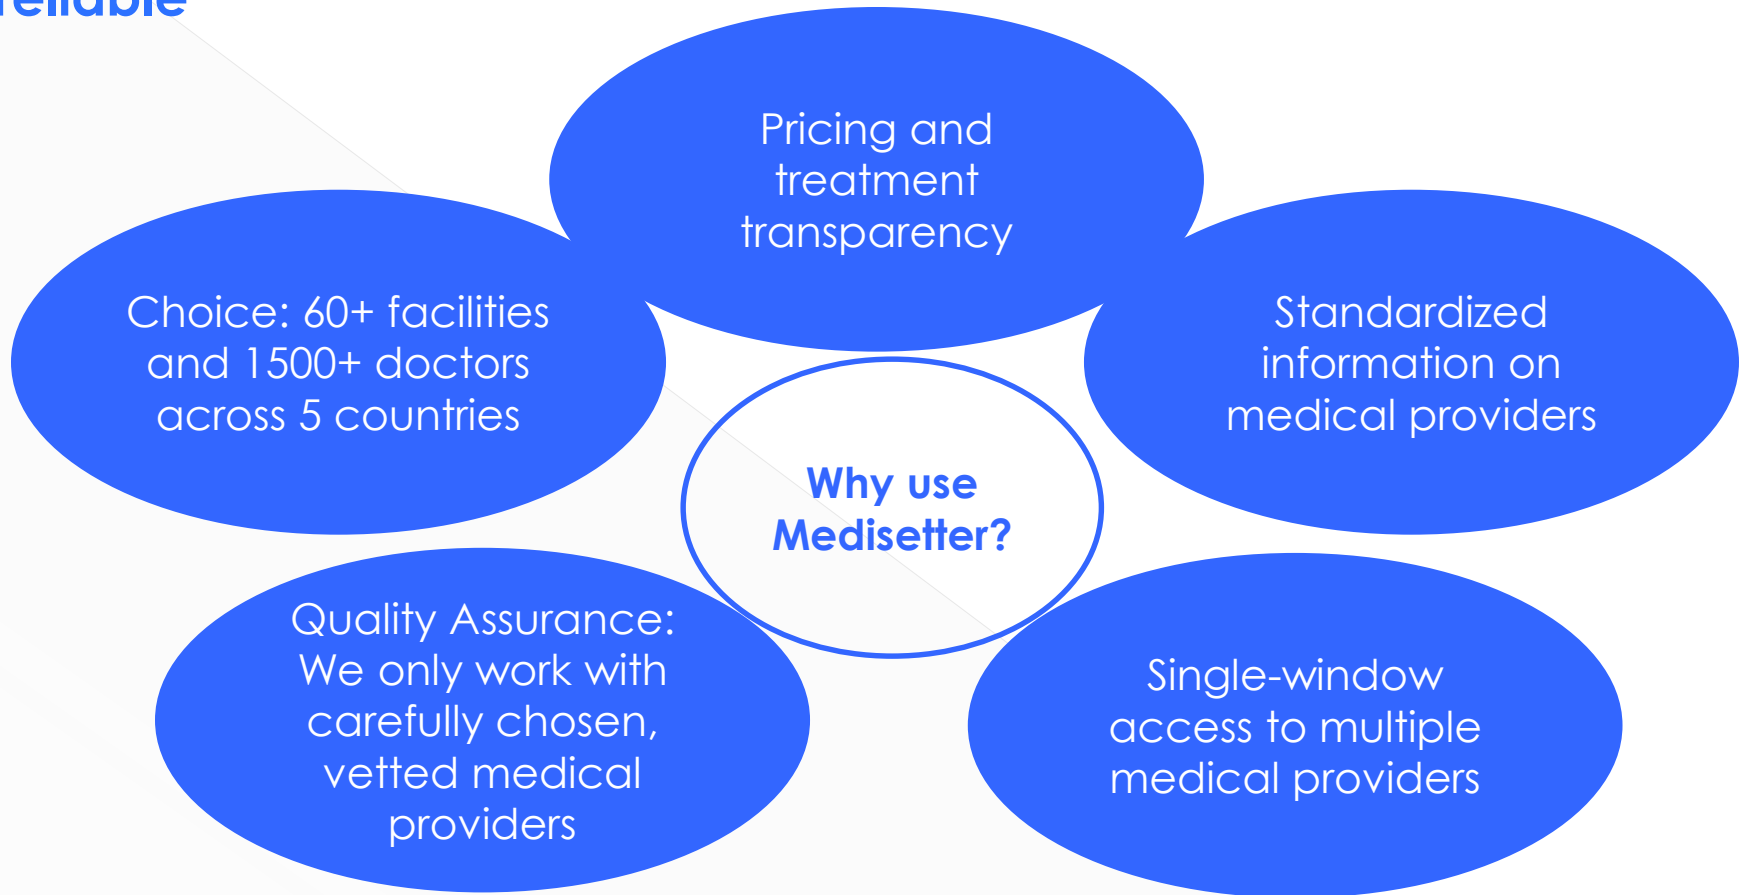 reliable
Pricing and
treatment
transparency
Choice: 60+ facilities
and 1500+ doctors
across 5 countries
Standardized
information on
medical providers
Why use
Medisetter?
Quality Assurance:
We only work with
carefully chosen,
vetted medical
providers
Single-window
access to multiple
medical providers